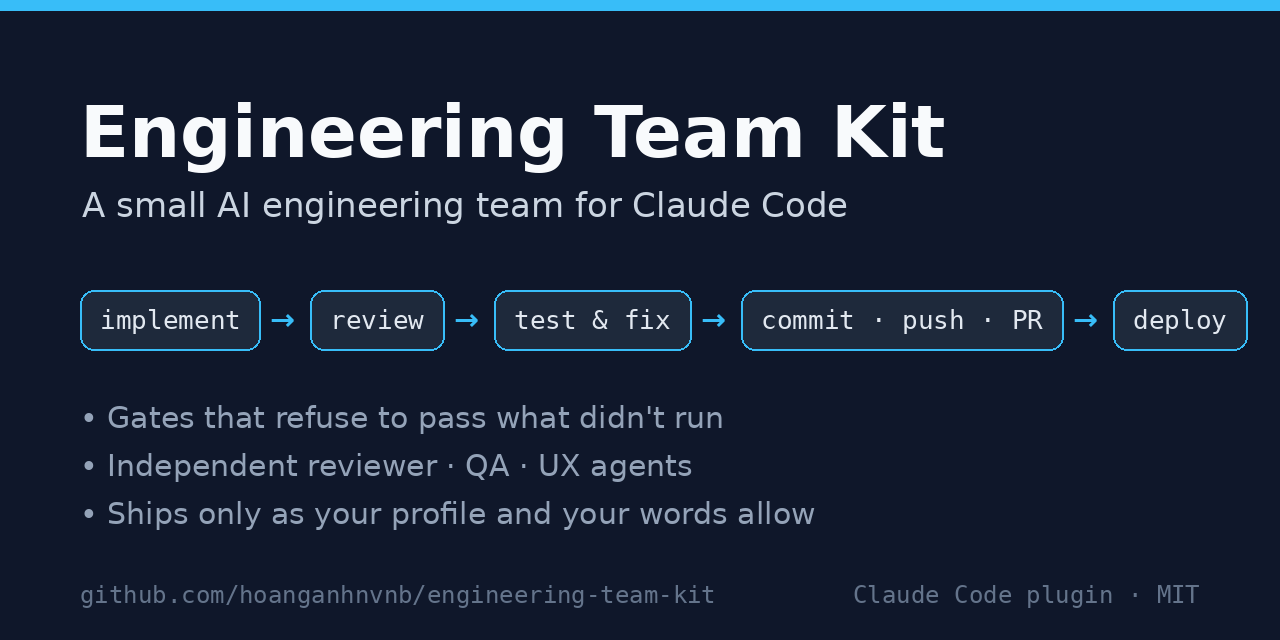 Engineering Team Kit
A small AI engineering team for Claude Code
implement → review → test & fix → commit · push · PR → deploy
• Gates that refuse to pass what didn't run
• Independent reviewer · QA · UX agents
• Ships only as your profile and your words allow
github.com/hoanganhnvnb/engineering-team-kit Claude Code plugin · MIT